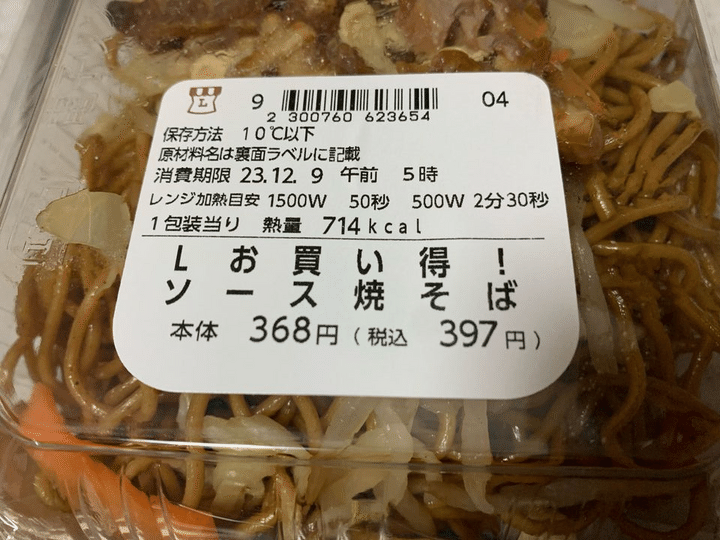 L
9 04
2 300760 623654
保存方法 10℃以下
原材料名は裏面ラベルに記載
消費期限 23.12. 9 午前 5時
レンジ加熱目安 1500W 50秒 500W 2分30秒
1包装当り 熱量 714kcal
Lお買い得!
ソース焼そば
本体 368円 (税込 397円)